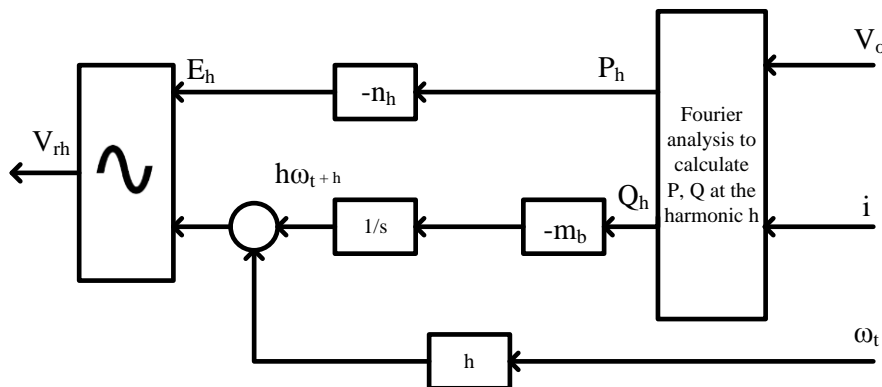 V_o
E_h
P_h
-n_h
V_rh
Fourier
analysis to
calculate
P, Q at the
harmonic h
hω_t + h
Q_h
i
1/s
-m_b
ω_t
h